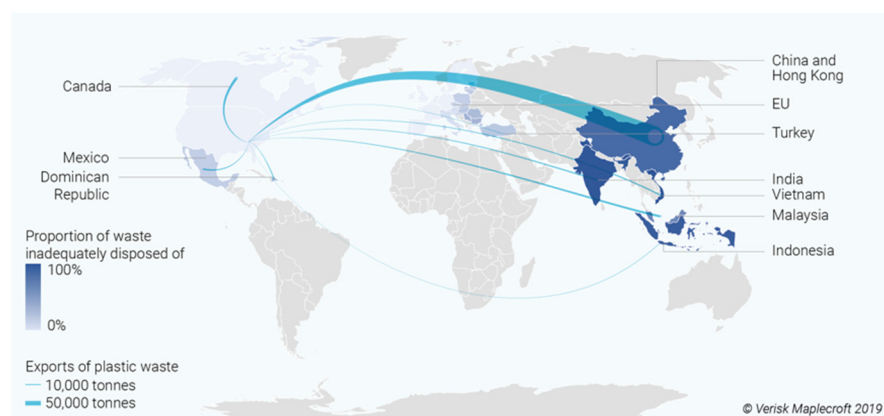 Canada
Mexico
Dominican
Republic
China and
Hong Kong
EU
Turkey
India
Vietnam
Malaysia
Indonesia
Proportion of waste
inadequately disposed of
100%
0%
Exports of plastic waste
10,000 tonnes
50,000 tonnes
© Verisk Maplecroft 2019